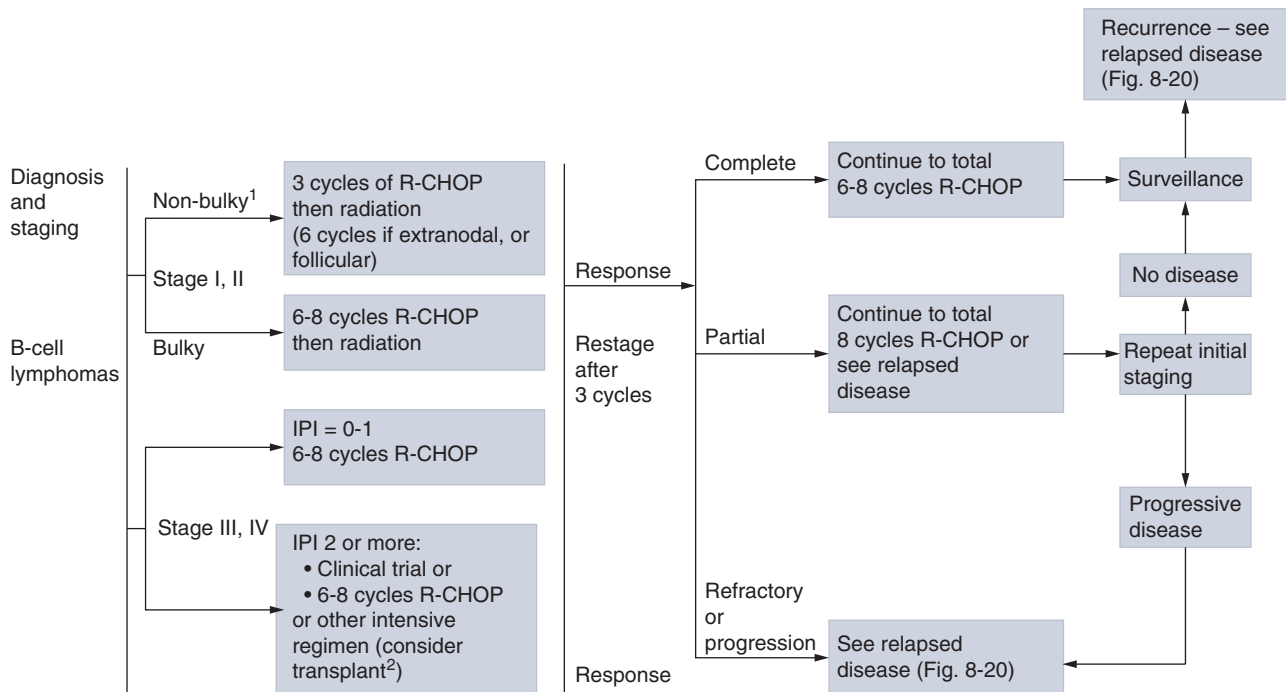 Diagnosis
and
staging
B-cell
lymphomas
Non-bulky1
Stage I, II
Bulky
3 cycles of R-CHOP
then radiation
(6 cycles if extranodal, or
follicular)
6-8 cycles R-CHOP
then radiation
Stage III, IV
IPI = 0-1
6-8 cycles R-CHOP
IPI 2 or more:
• Clinical trial or
• 6-8 cycles R-CHOP
or other intensive
regimen (consider
transplant2)
Response
Restage
after
3 cycles
Response
Complete
Continue to total
6-8 cycles R-CHOP
Surveillance
Recurrence – see
relapsed disease
(Fig. 8-20)
Partial
Continue to total
8 cycles R-CHOP or
see relapsed
disease
Repeat initial
staging
No disease
Progressive
disease
Refractory
or
progression
See relapsed
disease (Fig. 8-20)